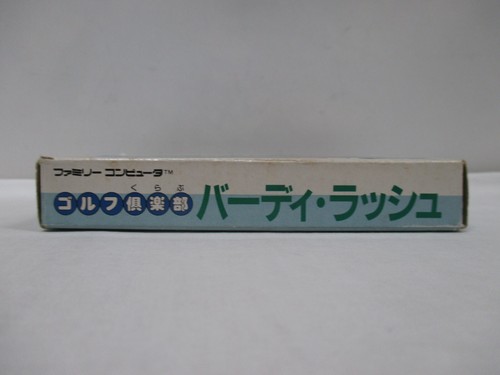 ファミリー コンピュータ™
くらぶ
ゴルフ倶楽部 バーディ・ラッシュ